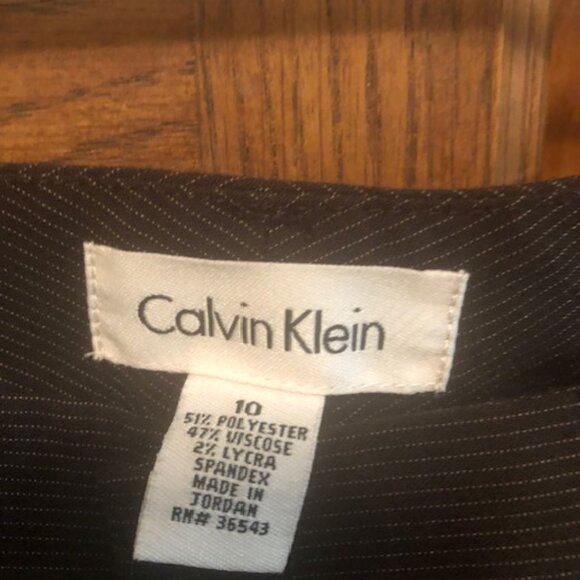 Calvin Klein
10
51% POLYESTER
47% VISCOSE
2% LYCRA
SPANDEX
MADE IN
JORDAN
RN# 36543